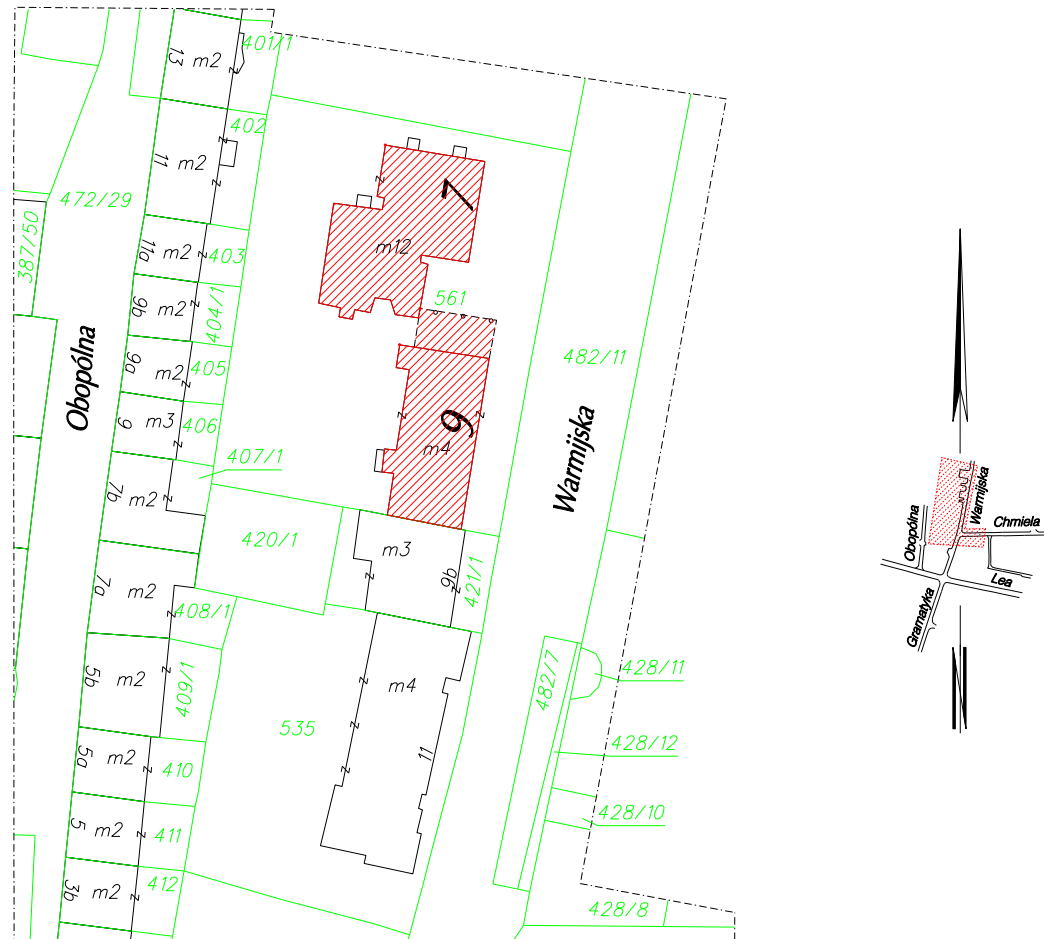 401/1
13
m2
402
11
m2
472/29
387/50
11a
m2
403
9b
m2
404/1
7
m12
561
Obopólna
9a
m2
405
9
m3
406
407/1
482/11
9
m4
Warmijska
7b
m2
420/1
m3
9b
421/1
7a
m2
408/1
5b
m2
409/1
m4
11
535
482/7
428/11
428/12
428/10
428/8
5a
m2
410
5
m2
411
3b
m2
412
Warmijska
Obopólna
Chmiela
Lea
Gramatyka
N